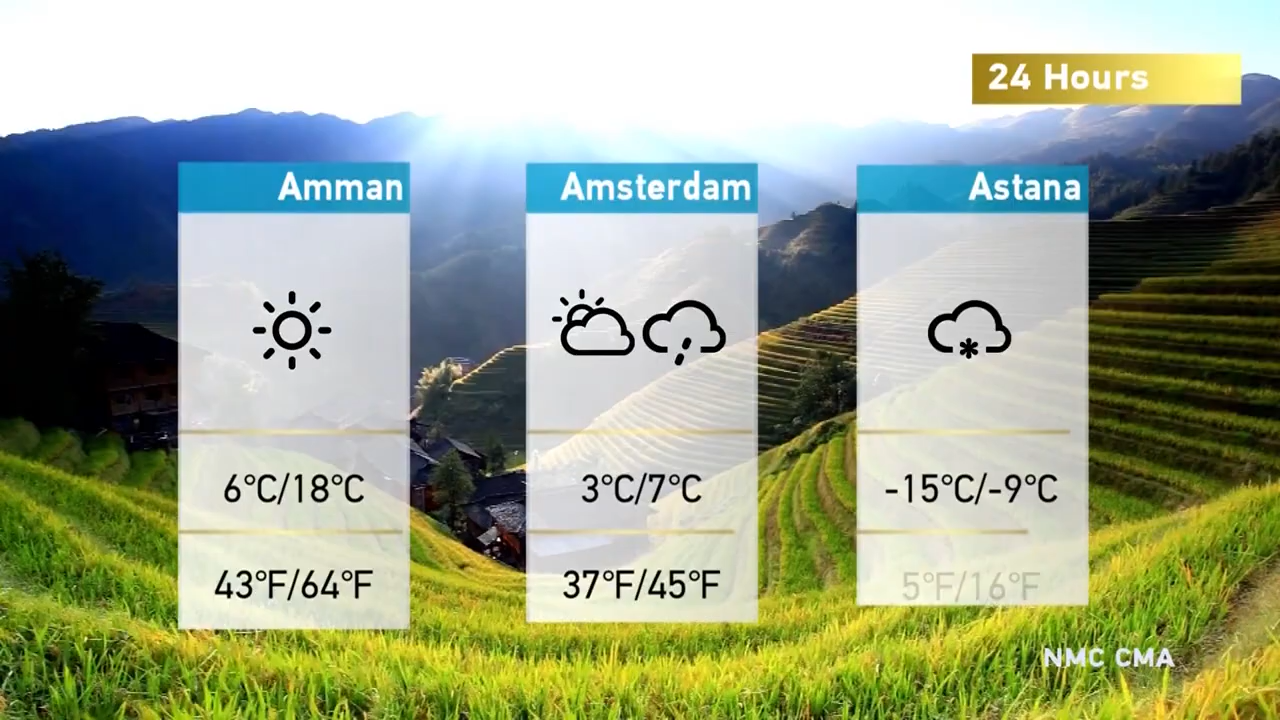 24 Hours
Amman
6°C/18°C
43°F/64°F
Amsterdam
3°C/7°C
37°F/45°F
Astana
-15°C/-9°C
5°F/16°F
NMC CMA